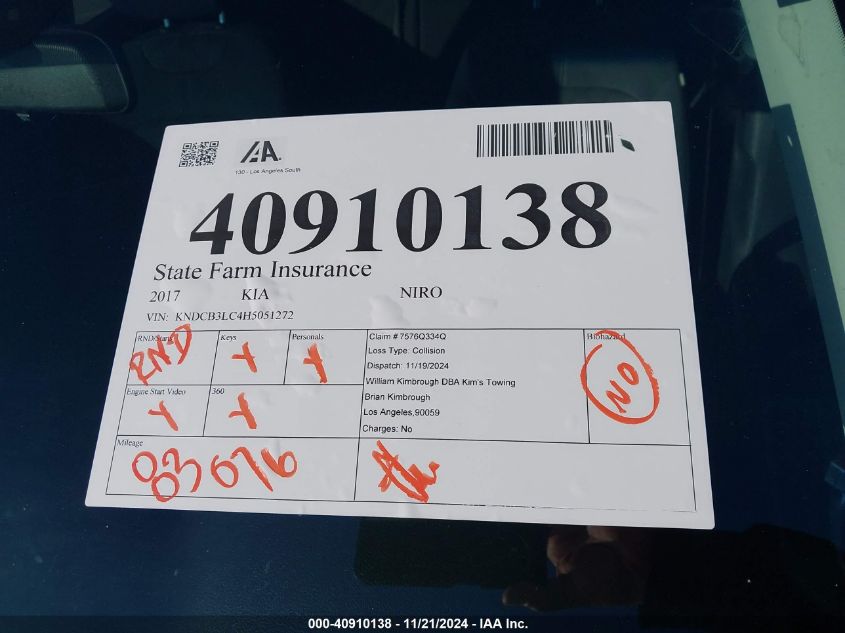 IAA.
130 - Los Angeles South
40910138
State Farm Insurance
2017 KIA NIRO
VIN: KNDCB3LC4H5051272
RND/Starts Keys Personals
RND Y Y
Claim # 7576Q334Q
Loss Type: Collision
Dispatch: 11/19/2024
William Kimbrough DBA Kim's Towing
Brian Kimbrough
Los Angeles,90059
Charges: No
Biohazard
NO
Engine Start Video 360
Y Y
Mileage
000-40910138 - 11/21/2024 - IAA Inc.